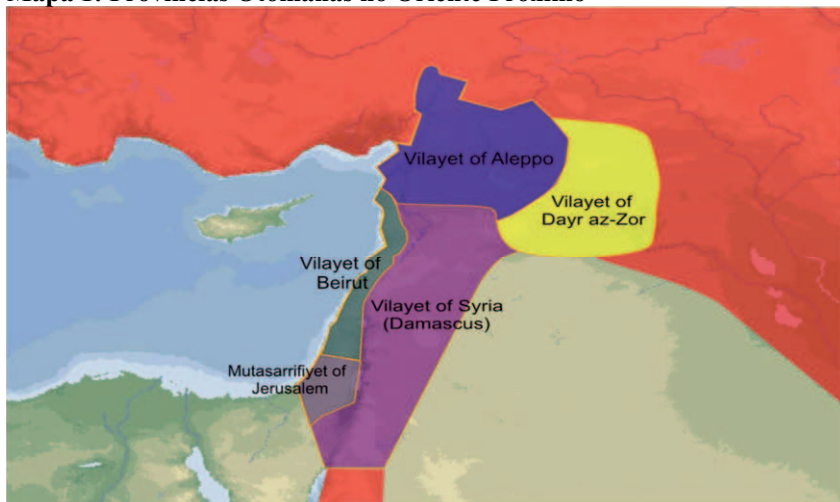 Mapa 1: Províncias Otomanas no Oriente Próximo
Vilayet of Aleppo
Vilayet of
Dayr az-Zor
Vilayet of
Beirut
Vilayet of Syria
(Damascus)
Mutasarrifiyet of
Jerusalem